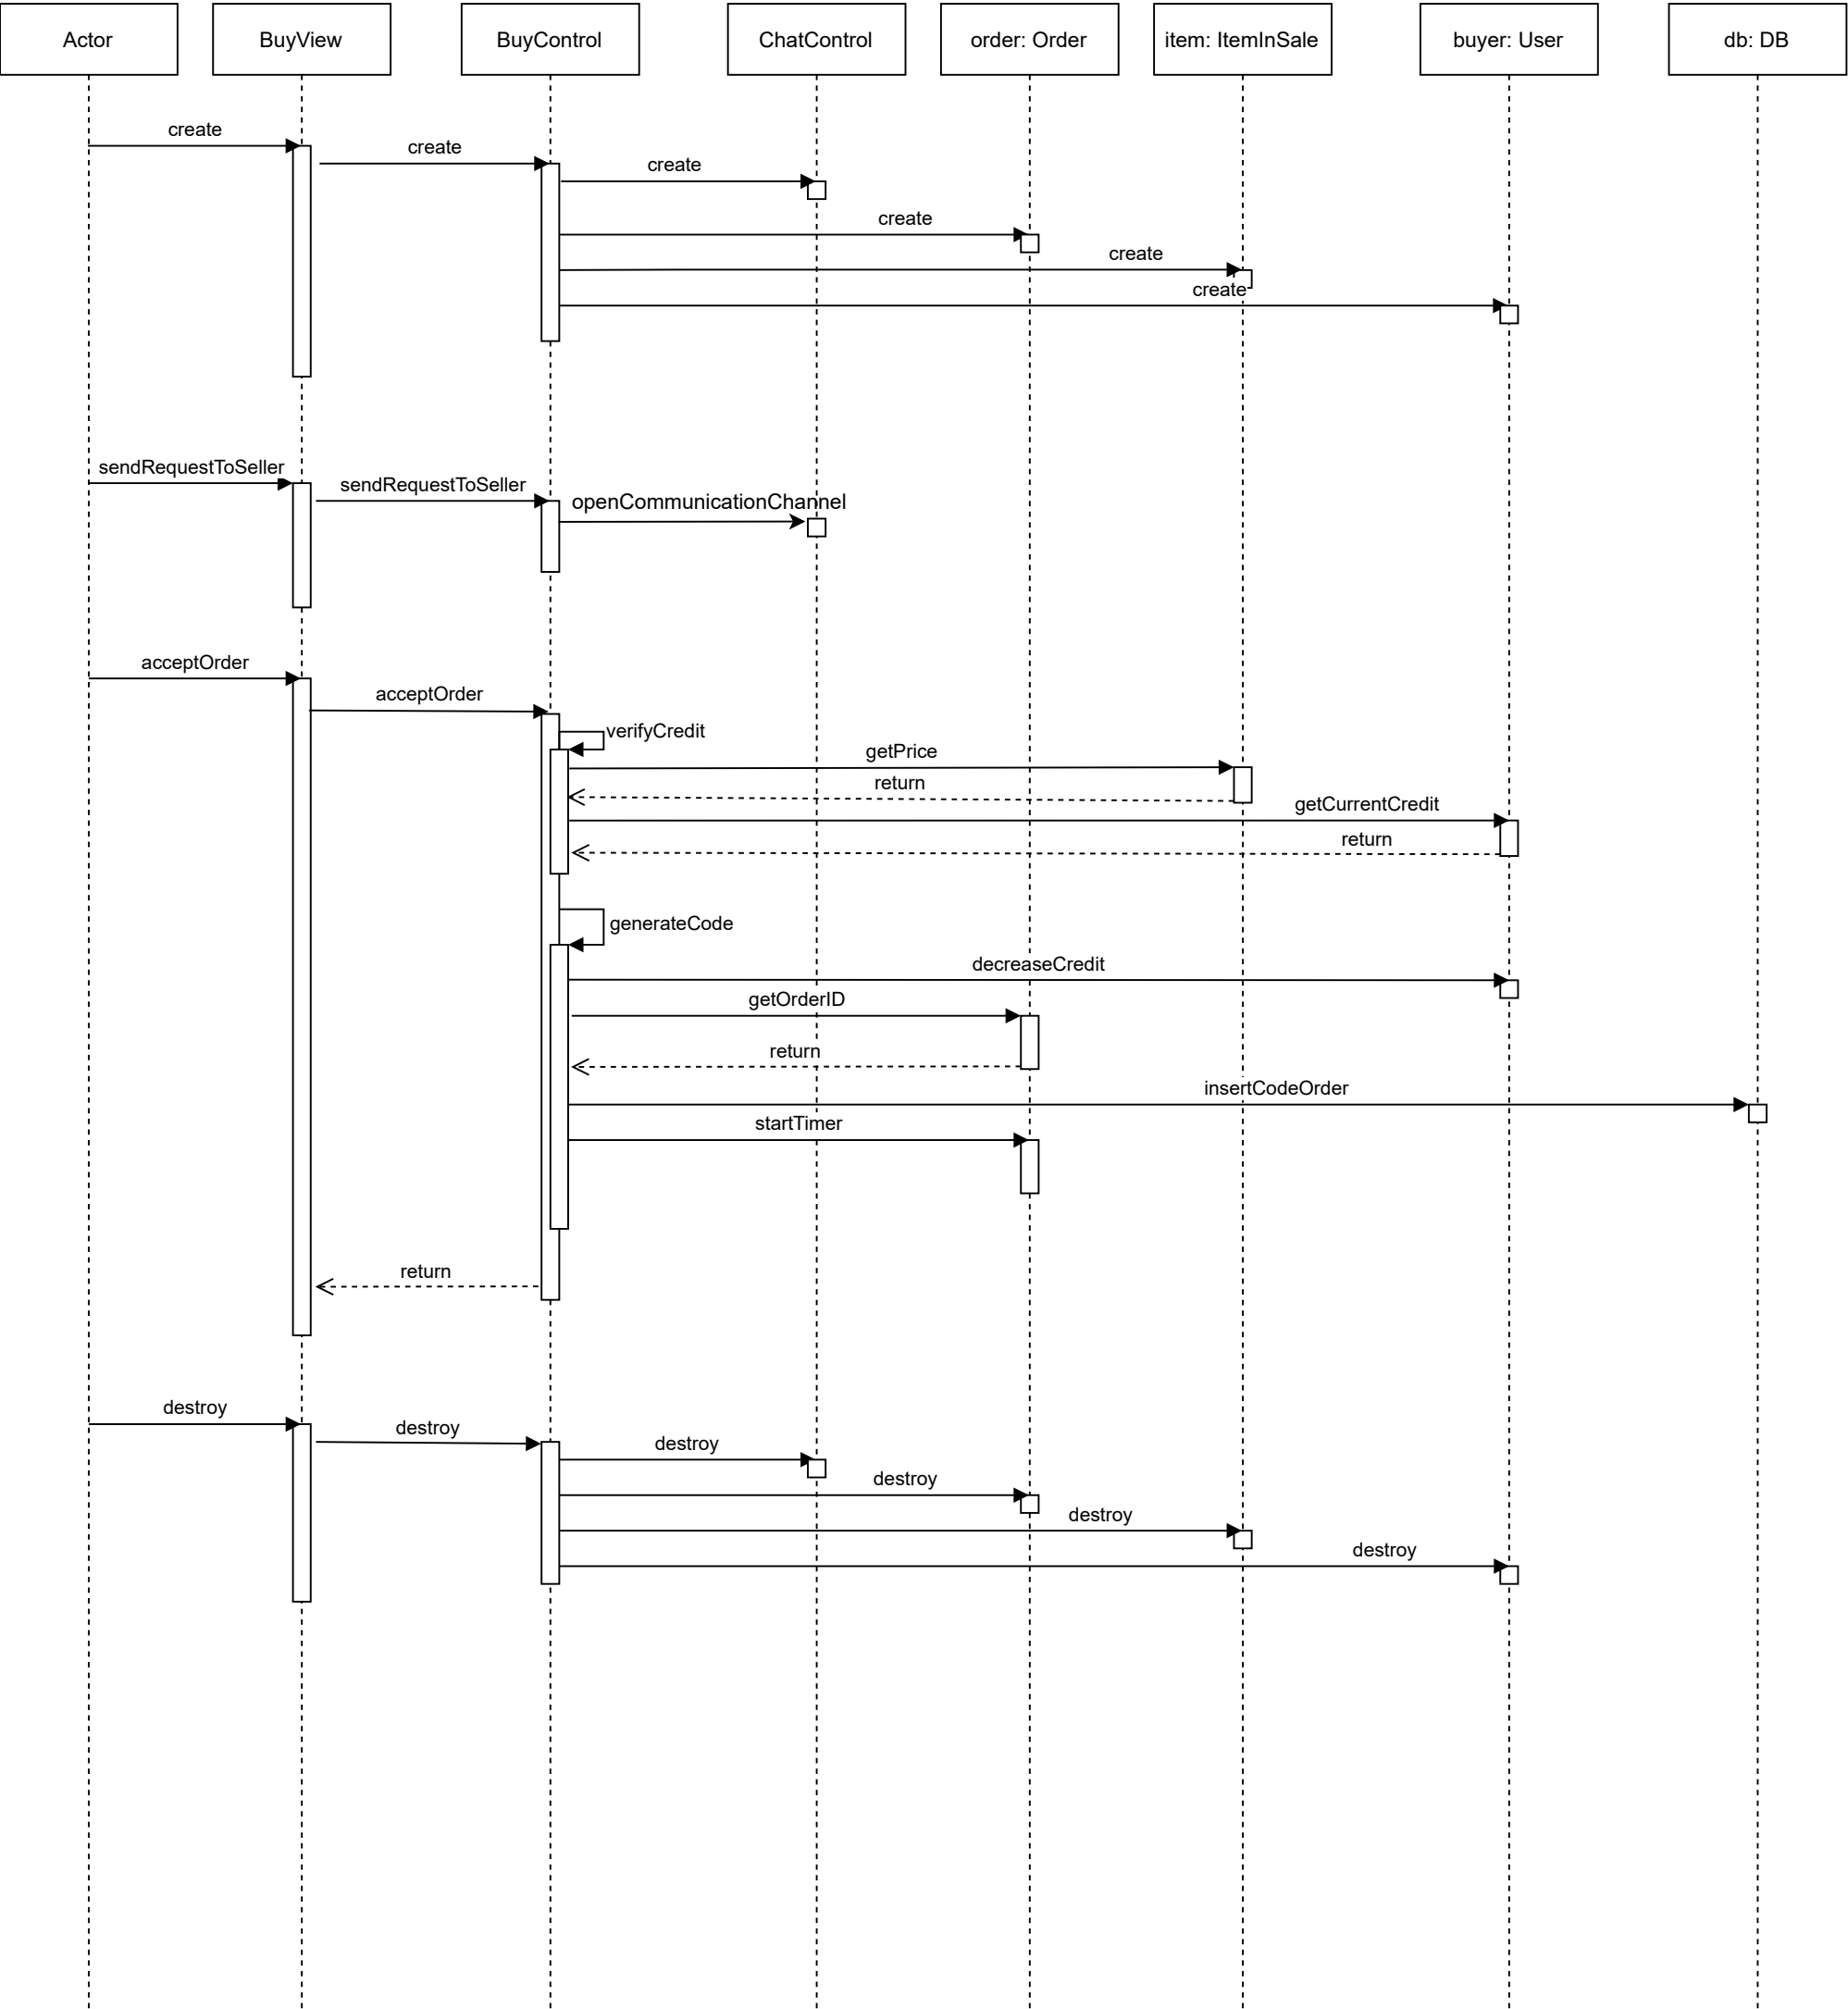 Actor
BuyView
BuyControl
ChatControl
order: Order
item: ItemInSale
buyer: User
db: DB
create
create
create
create
create
create
sendRequestToSeller
sendRequestToSeller
openCommunicationChannel
acceptOrder
acceptOrder
verifyCredit
getPrice
return
getCurrentCredit
return
generateCode
decreaseCredit
getOrderID
return
insertCodeOrder
startTimer
return
destroy
destroy
destroy
destroy
destroy
destroy